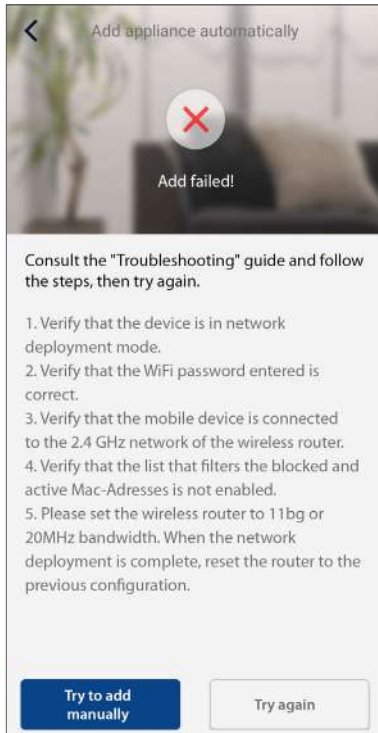 Add appliance automatically
Add failed!
Consult the "Troubleshooting" guide and follow
the steps, then try again.
1. Verify that the device is in network
deployment mode.
2. Verify that the WiFi password entered is
correct.
3. Verify that the mobile device is connected
to the 2.4 GHz network of the wireless router.
4. Verify that the list that filters the blocked and
active Mac-Adresses is not enabled.
5. Please set the wireless router to 11bg or
20MHz bandwidth. When the network
deployment is complete, reset the router to the
previous configuration.
Try to add
manually
Try again